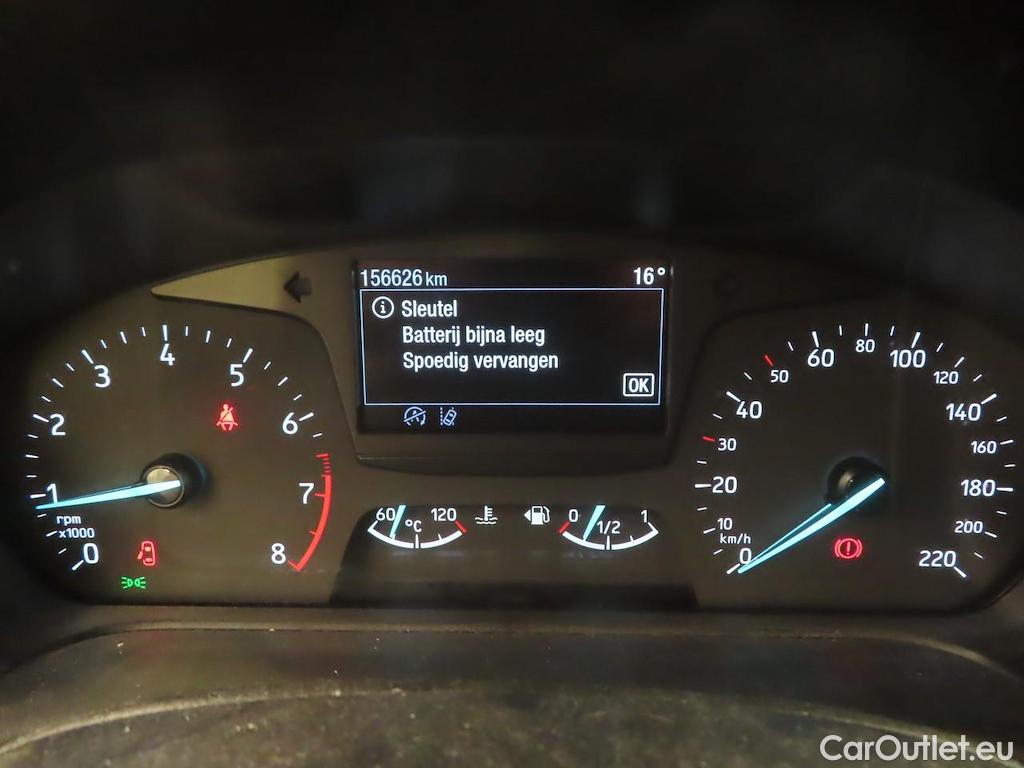 156626 km 16°
Sleutel
Batterij bijna leeg
Spoedig vervangen
OK
0 1 2 3 4 5 6 7 8
rpm
x1000
60 °C 120
0 1/2 1
0 10 20 30 40 50 60 80 100 120 140 160 180 200 220
km/h
CarOutlet.eu